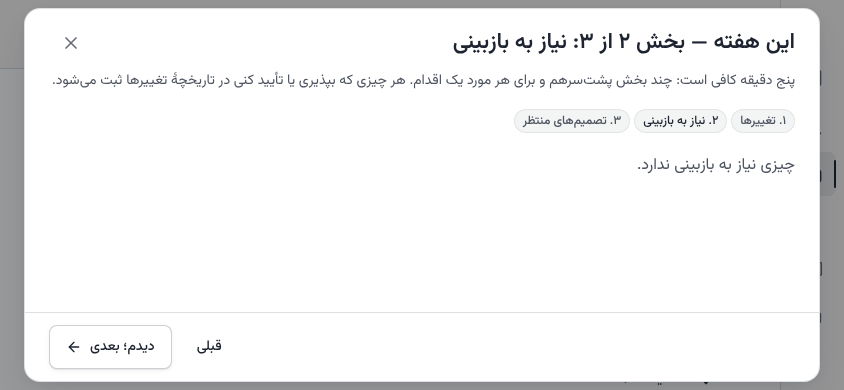 این هفته — بخش ۲ از ۳: نیاز به بازبینی
پنج دقیقه کافی است: چند بخش پشت‌سرهم و برای هر مورد یک اقدام. هر چیزی که بپذیری یا تأیید کنی در تاریخچهٔ تغییرها ثبت می‌شود.
۱. تغییرها
۲. نیاز به بازبینی
۳. تصمیم‌های منتظر
چیزی نیاز به بازبینی ندارد.
قبلی
دیدم؛ بعدی